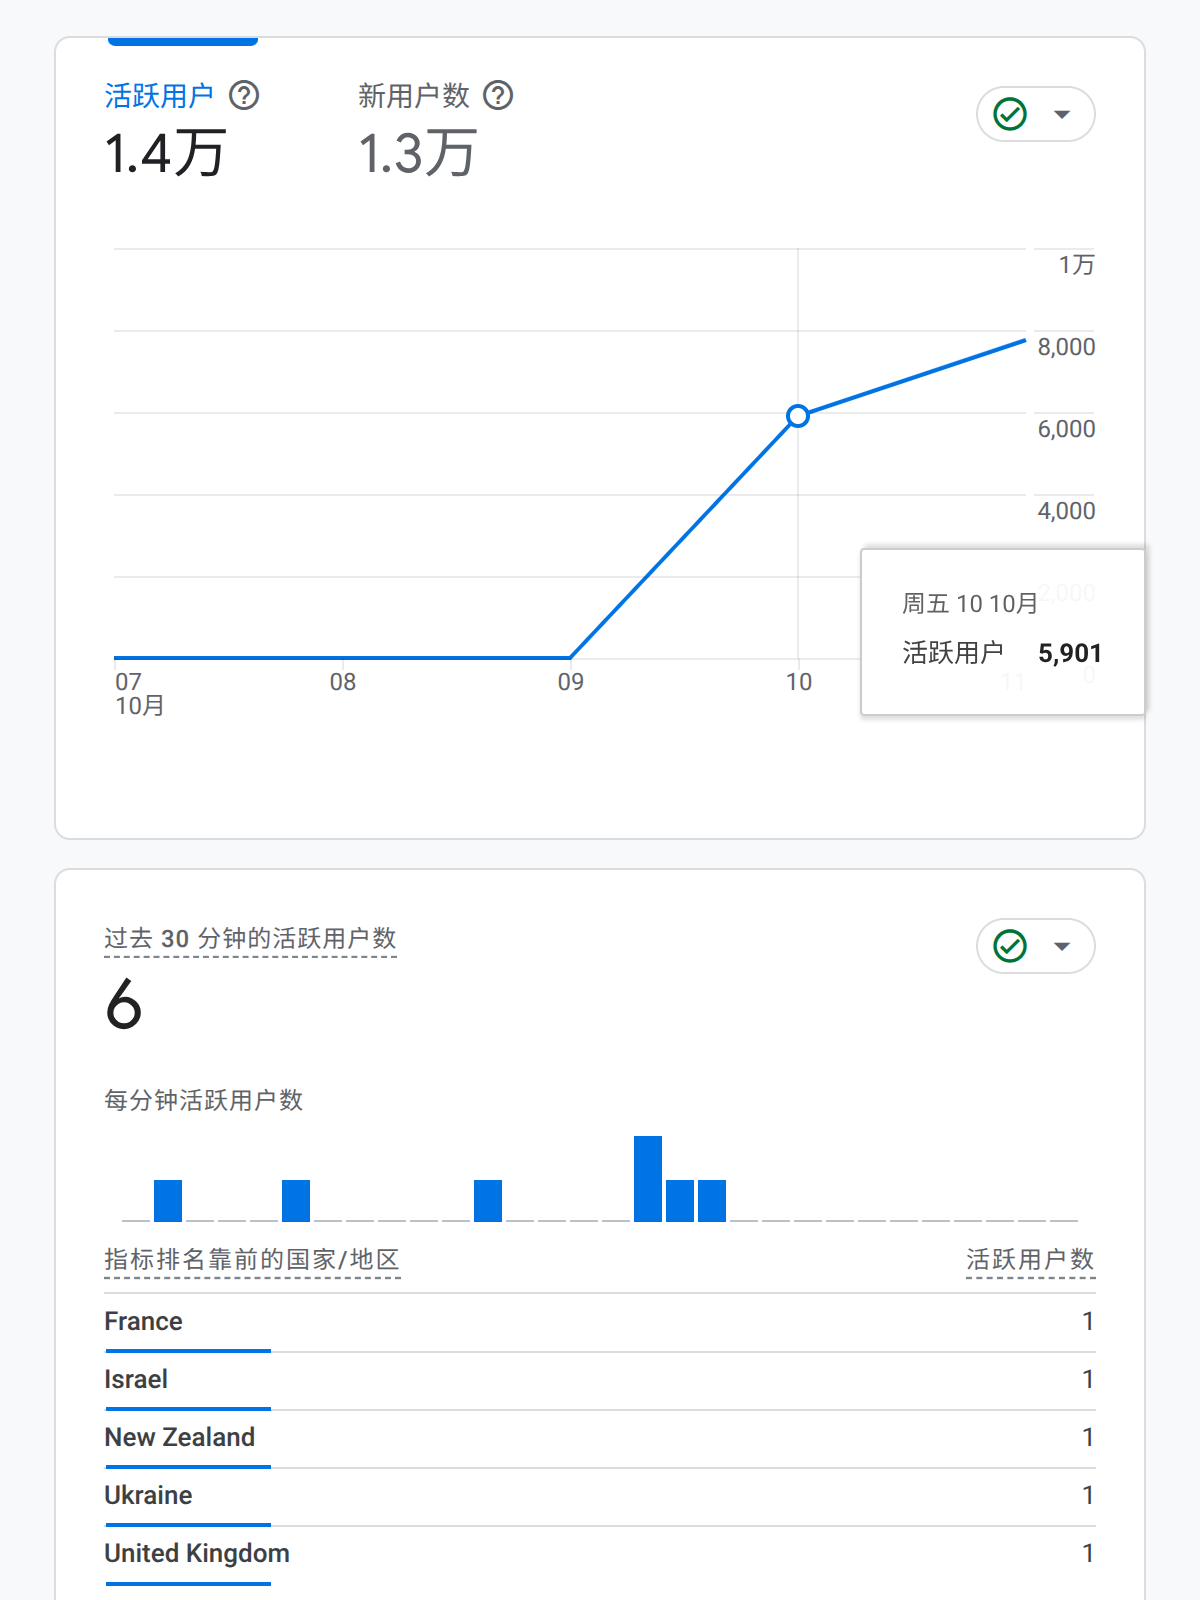 活跃用户
新用户数
1.4万
1.3万
1万
8,000
6,000
4,000
2,000
0
07 08 09 10 11
10月
周五 10 10月
活跃用户 5,901
过去 30 分钟的活跃用户数
6
每分钟活跃用户数
指标排名靠前的国家/地区 活跃用户数
France 1
Israel 1
New Zealand 1
Ukraine 1
United Kingdom 1